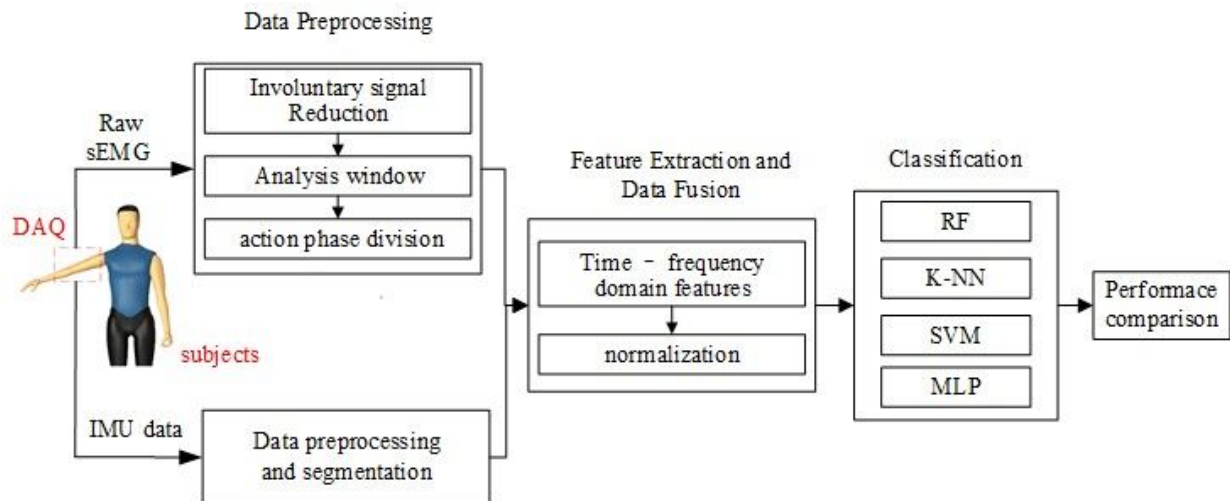 Data Preprocessing
Involuntary signal
Reduction
Raw
sEMG
Analysis window
action phase division
DAQ
subjects
IMU data
Data preprocessing
and segmentation
Feature Extraction and
Data Fusion
Time - frequency
domain features
normalization
Classification
RF
K-NN
SVM
MLP
Performace
comparison